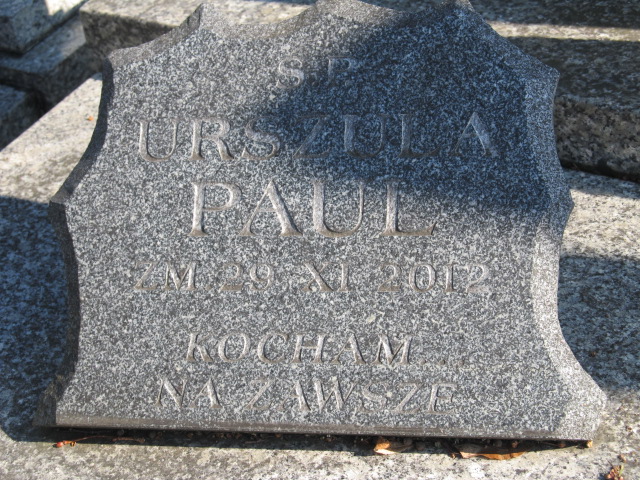 Ś.P.
URSZULA
PAUL
ZM 29 XI 2012
KOCHAM....
NA ZAWSZE